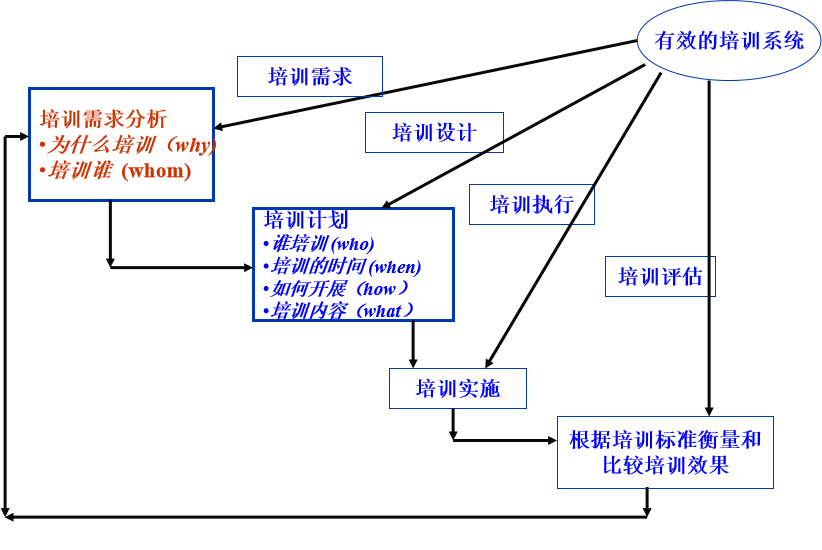 有效的培训系统
培训需求
培训需求分析
•为什么培训（why)
•培训谁 (whom)
培训设计
培训执行
培训计划
•谁培训(who)
•培训的时间(when)
•如何开展（how）
•培训内容（what）
培训评估
培训实施
根据培训标准衡量和
比较培训效果